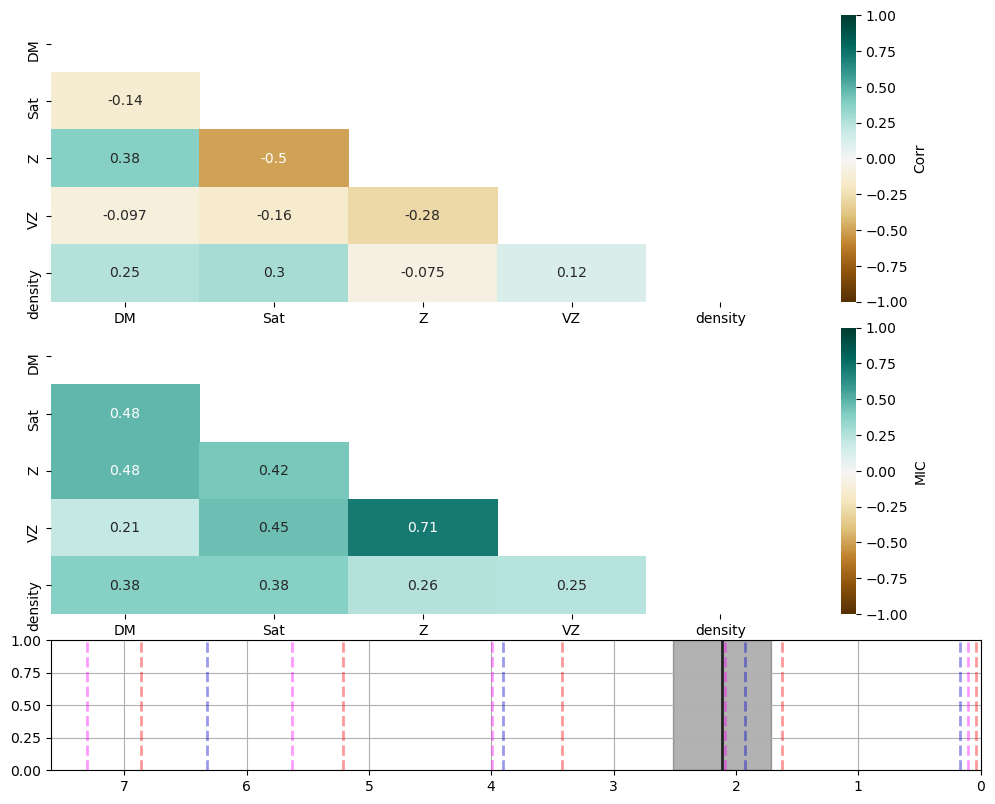 DM
Sat
Z
VZ
density
-0.14
0.38 -0.5
-0.097 -0.16 -0.28
0.25 0.3 -0.075 0.12
DM Sat Z VZ density
1.00
0.75
0.50
0.25
0.00
−0.25
−0.50
−0.75
−1.00
Corr
DM
Sat
Z
VZ
density
0.48
0.48 0.42
0.21 0.45 0.71
0.38 0.38 0.26 0.25
DM Sat Z VZ density
1.00
0.75
0.50
0.25
0.00
−0.25
−0.50
−0.75
−1.00
MIC
1.00
0.75
0.50
0.25
0.00
7 6 5 4 3 2 1 0